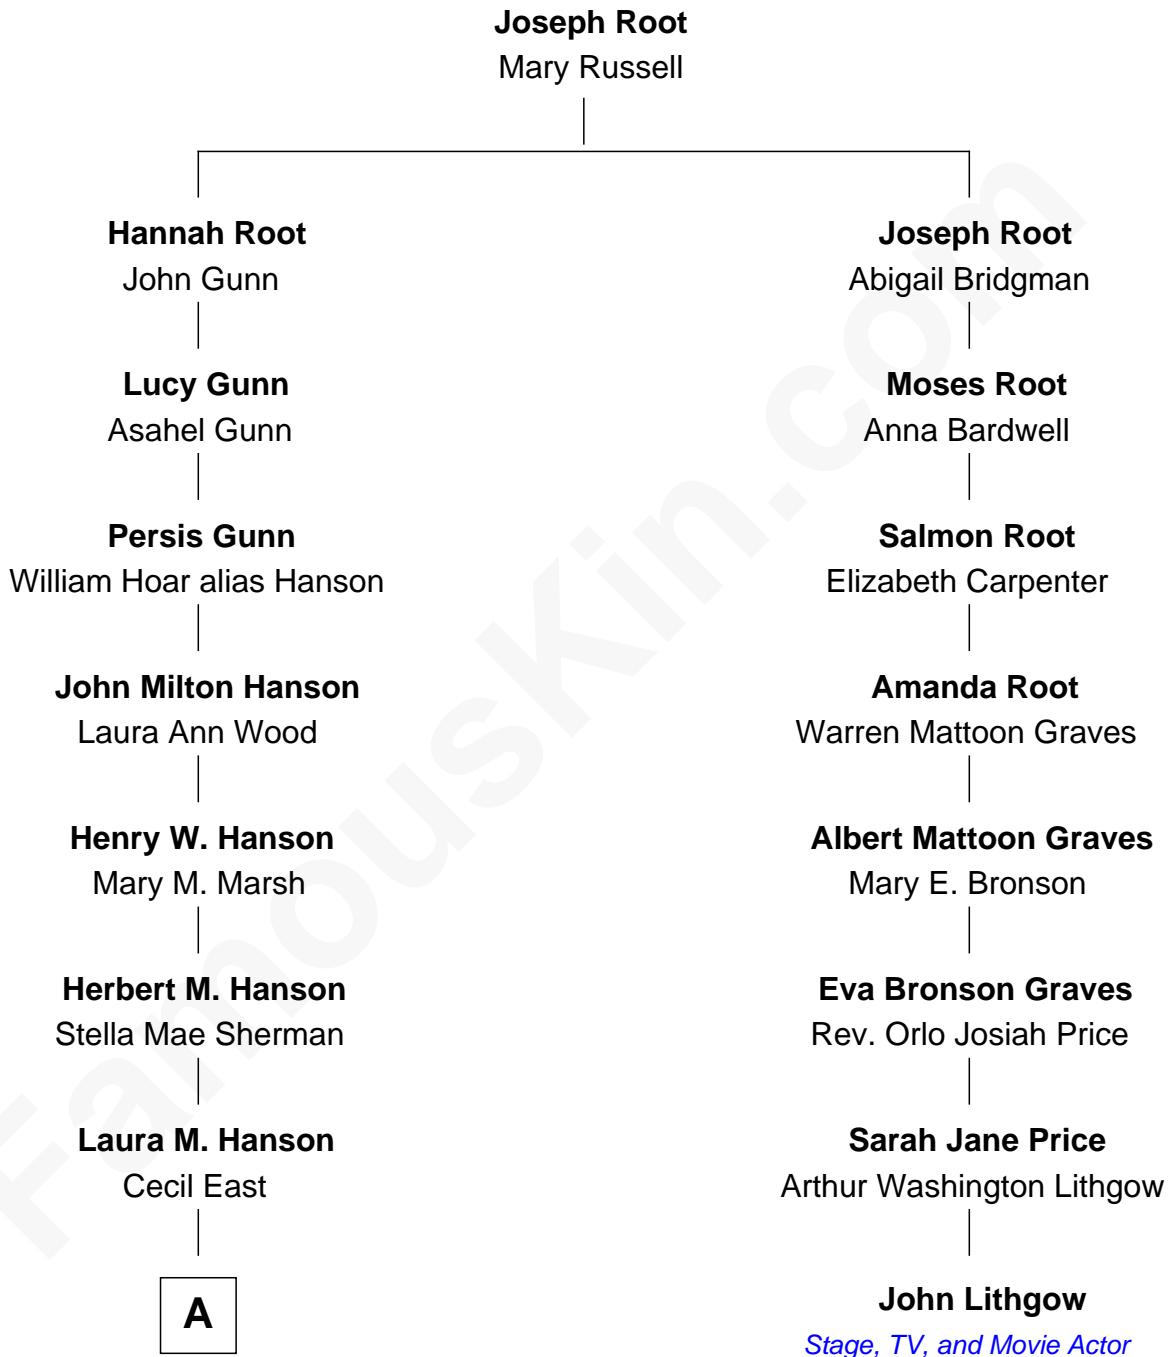 Joseph Root
Mary Russell
Hannah Root
John Gunn
Joseph Root
Abigail Bridgman
Lucy Gunn
Asahel Gunn
Moses Root
Anna Bardwell
Persis Gunn
William Hoar alias Hanson
Salmon Root
Elizabeth Carpenter
John Milton Hanson
Laura Ann Wood
Amanda Root
Warren Mattoon Graves
Henry W. Hanson
Mary M. Marsh
Albert Mattoon Graves
Mary E. Bronson
Herbert M. Hanson
Stella Mae Sherman
Eva Bronson Graves
Rev. Orlo Josiah Price
Laura M. Hanson
Cecil East
Sarah Jane Price
Arthur Washington Lithgow
A
John Lithgow
Stage, TV, and Movie Actor
FamousKin.com